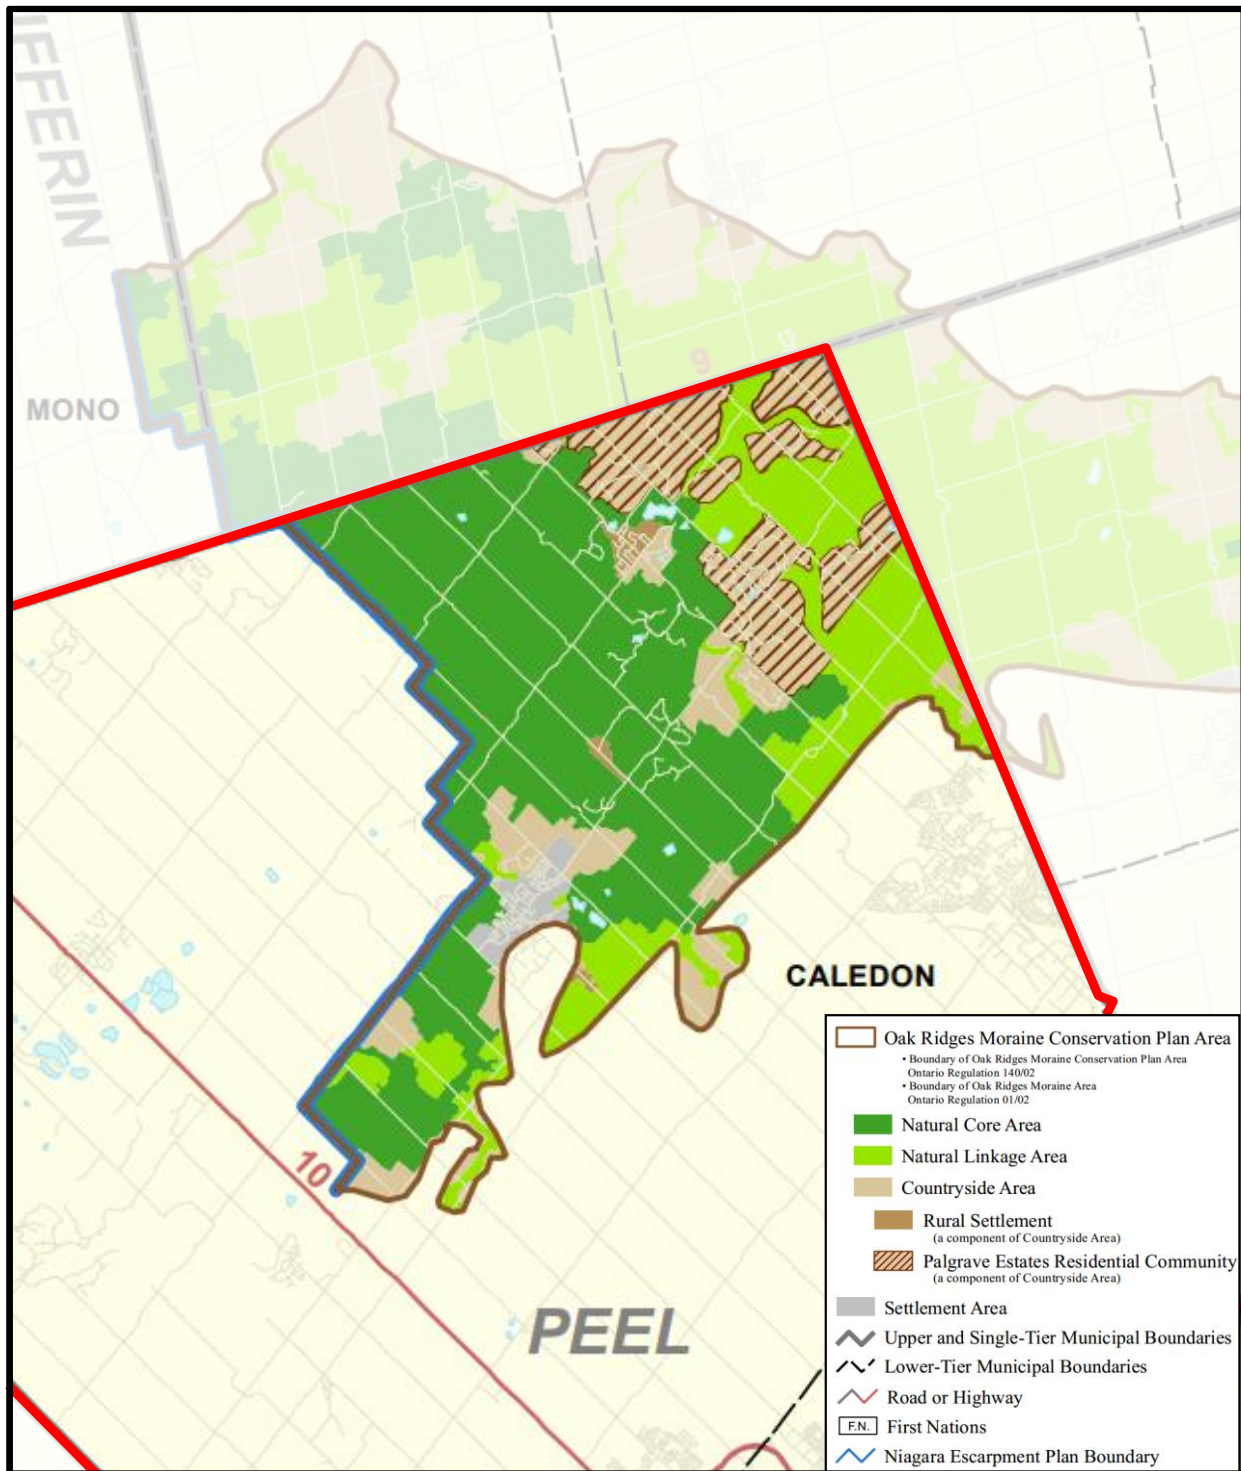 UFFERIN
MONO
9
CALEDON
10
PEEL
Oak Ridges Moraine Conservation Plan Area
• Boundary of Oak Ridges Moraine Conservation Plan Area
Ontario Regulation 140/02
• Boundary of Oak Ridges Moraine Area
Ontario Regulation 01/02
Natural Core Area
Natural Linkage Area
Countryside Area
Rural Settlement
(a component of Countryside Area)
Palgrave Estates Residential Community
(a component of Countryside Area)
Settlement Area
Upper and Single-Tier Municipal Boundaries
Lower-Tier Municipal Boundaries
Road or Highway
F.N. First Nations
Niagara Escarpment Plan Boundary